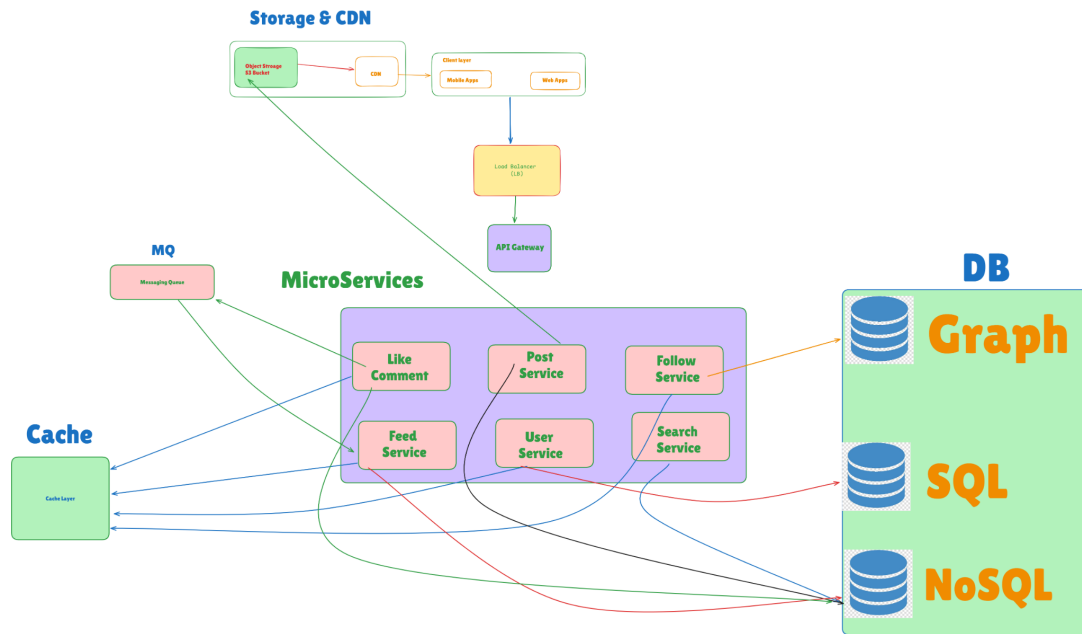 Storage & CDN
Object Stroage
S3 Bucket
CDN
Client Layer
Mobile Apps
Web Apps
Load Balancer
(LB)
API Gateway
MQ
Messaging Queue
MicroServices
Like
Comment
Post
Service
Follow
Service
Feed
Service
User
Service
Search
Service
Cache
Cache Layer
DB
Graph
SQL
NoSQL